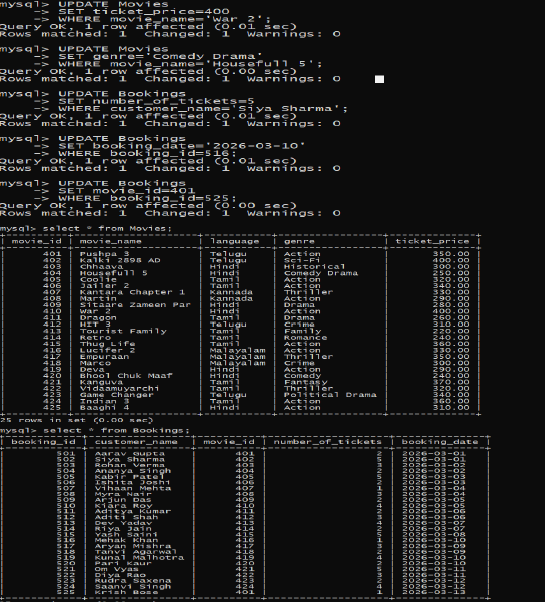 mysql> UPDATE Movies
-> SET ticket_price=400
-> WHERE movie_name='War 2';
Query OK, 1 row affected (0.01 sec)
Rows matched: 1 Changed: 1 Warnings: 0
mysql> UPDATE Movies
-> SET genre='Comedy Drama'
-> WHERE movie_name='Housefull 5';
Query OK, 1 row affected (0.00 sec)
Rows matched: 1 Changed: 1 Warnings: 0
mysql> UPDATE Bookings
-> SET number_of_tickets=5
-> WHERE customer_name='Siya Sharma';
Query OK, 1 row affected (0.01 sec)
Rows matched: 1 Changed: 1 Warnings: 0
mysql> UPDATE Bookings
-> SET booking_date='2026-03-10'
-> WHERE booking_id=516;
Query OK, 1 row affected (0.01 sec)
Rows matched: 1 Changed: 1 Warnings: 0
mysql> UPDATE Bookings
-> SET movie_id=401
-> WHERE booking_id=525;
Query OK, 1 row affected (0.00 sec)
Rows matched: 1 Changed: 1 Warnings: 0
mysql> select * from Movies;
| movie_id | movie_name | language | genre | ticket_price |
| 401 | Pushpa 3 | Telugu | Action | 350.00 |
| 402 | Kalki 2898 AD | Telugu | Sci-Fi | 400.00 |
| 403 | Chhaava | Hindi | Historical | 300.00 |
| 404 | Housefull 5 | Hindi | Comedy Drama | 250.00 |
| 405 | Coolie | Tamil | Action | 320.00 |
| 406 | Jailer 2 | Tamil | Action | 340.00 |
| 407 | Kantara Chapter 1 | Kannada | Thriller | 330.00 |
| 408 | Martin | Kannada | Action | 290.00 |
| 409 | Sitaare Zameen Par | Hindi | Drama | 280.00 |
| 410 | War 2 | Hindi | Action | 400.00 |
| 411 | Dragon | Tamil | Drama | 260.00 |
| 412 | HIT 3 | Telugu | Crime | 310.00 |
| 413 | Tourist Family | Tamil | Family | 220.00 |
| 414 | Retro | Tamil | Romance | 240.00 |
| 415 | Thug Life | Tamil | Action | 360.00 |
| 416 | Lucifer 2 | Malayalam | Action | 330.00 |
| 417 | Empuraan | Malayalam | Thriller | 350.00 |
| 418 | Marco | Malayalam | Crime | 300.00 |
| 419 | Deva | Hindi | Action | 290.00 |
| 420 | Bhool Chuk Maaf | Hindi | Comedy | 240.00 |
| 421 | Kanguva | Tamil | Fantasy | 370.00 |
| 422 | Vidaamuyarchi | Tamil | Thriller | 320.00 |
| 423 | Game Changer | Telugu | Political Drama | 340.00 |
| 424 | Indian 3 | Tamil | Action | 360.00 |
| 425 | Baaghi 4 | Hindi | Action | 310.00 |
25 rows in set (0.00 sec)
mysql> select * from Bookings;
| booking_id | customer_name | movie_id | number_of_tickets | booking_date |
| 501 | Aarav Gupta | 401 | 2 | 2026-03-01 |
| 502 | Siya Sharma | 402 | 5 | 2026-03-01 |
| 503 | Rohan Verma | 403 | 3 | 2026-03-02 |
| 504 | Ananya Singh | 404 | 2 | 2026-03-02 |
| 505 | Kabir Patel | 405 | 5 | 2026-03-03 |
| 506 | Ishita Joshi | 406 | 2 | 2026-03-03 |
| 507 | Vihaan Mehta | 407 | 1 | 2026-03-04 |
| 508 | Myra Nair | 408 | 3 | 2026-03-04 |
| 509 | Arjun Das | 409 | 2 | 2026-03-05 |
| 510 | Kiara Roy | 410 | 4 | 2026-03-05 |
| 511 | Aditya Kumar | 411 | 2 | 2026-03-06 |
| 512 | Aditi Shah | 412 | 3 | 2026-03-06 |
| 513 | Dev Yadav | 413 | 4 | 2026-03-07 |
| 514 | Riya Jain | 414 | 2 | 2026-03-07 |
| 515 | Yash Saini | 415 | 5 | 2026-03-08 |
| 516 | Mehak Khan | 416 | 1 | 2026-03-10 |
| 517 | Aryan Mishra | 417 | 2 | 2026-03-09 |
| 518 | Tanvi Agarwal | 418 | 2 | 2026-03-09 |
| 519 | Kunal Malhotra | 419 | 4 | 2026-03-10 |
| 520 | Pari Kaur | 420 | 2 | 2026-03-10 |
| 521 | Om Vyas | 421 | 5 | 2026-03-11 |
| 522 | Diya Rao | 422 | 2 | 2026-03-11 |
| 523 | Rudra Saxena | 423 | 2 | 2026-03-12 |
| 524 | Saanvi Singh | 424 | 4 | 2026-03-12 |
| 525 | Krish Bose | 401 | 1 | 2026-03-13 |